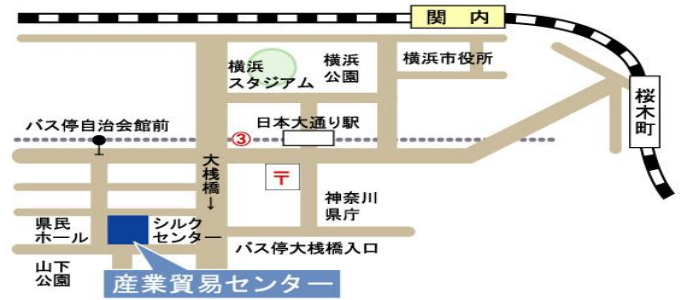 関 内
横浜
スタジアム
横浜
公園
横浜市役所
桜木町
バス停自治会館前
③
日本大通り駅
大桟橋↓
〒
神奈川
県庁
県民
ホール
シルク
センター
バス停大桟橋入口
山下
公園
産業貿易センター